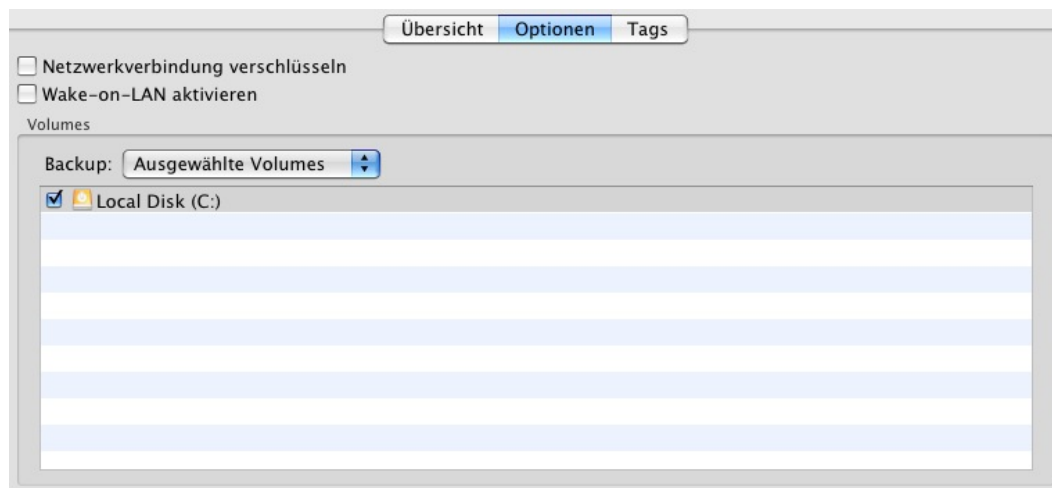 Übersicht Optionen Tags
Netzwerkverbindung verschlüsseln
Wake-on-LAN aktivieren
Volumes
Backup: Ausgewählte Volumes
Local Disk (C:)